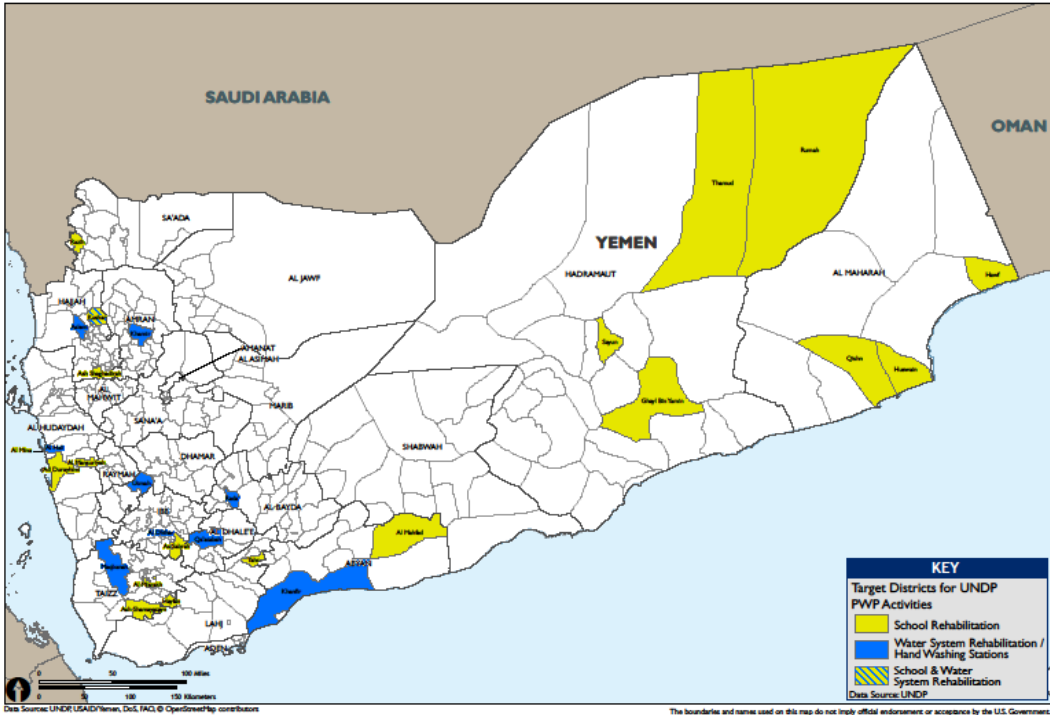 SAUDI ARABIA
OMAN
YEMEN
Rumah
Thamud
SA'ADA
AL JAWF
HADRAMAUT
AL MAHARAH
Hawf
HAJJAH
AMRAN
AMANAT
AL ASIMAH
Sayun
Qishn
Huswain
AL
MAHWIT
MARIB
Ghayl Bin Yamin
SANA'A
AL HUDAYDAH
SHABWAH
Al Mina
DHAMAR
RAYMAH
AL BAYDA
IBB
AL DHALE'E
Al Mahfad
ABYAN
Khanfir
TAIZZ
LAHJ
ADEN
KEY
Target Districts for UNDP
PWP Activities
School Rehabilitation
Water System Rehabilitation /
Hand Washing Stations
School & Water
System Rehabilitation
Data Source: UNDP
0 50 100 Miles
0 50 100 150 Kilometers
Data Sources: UNDP, USAID/Yemen, DoS, FAO, © OpenStreetMap contributors
The boundaries and names used on this map do not imply official endorsement or acceptance by the U.S. Government.